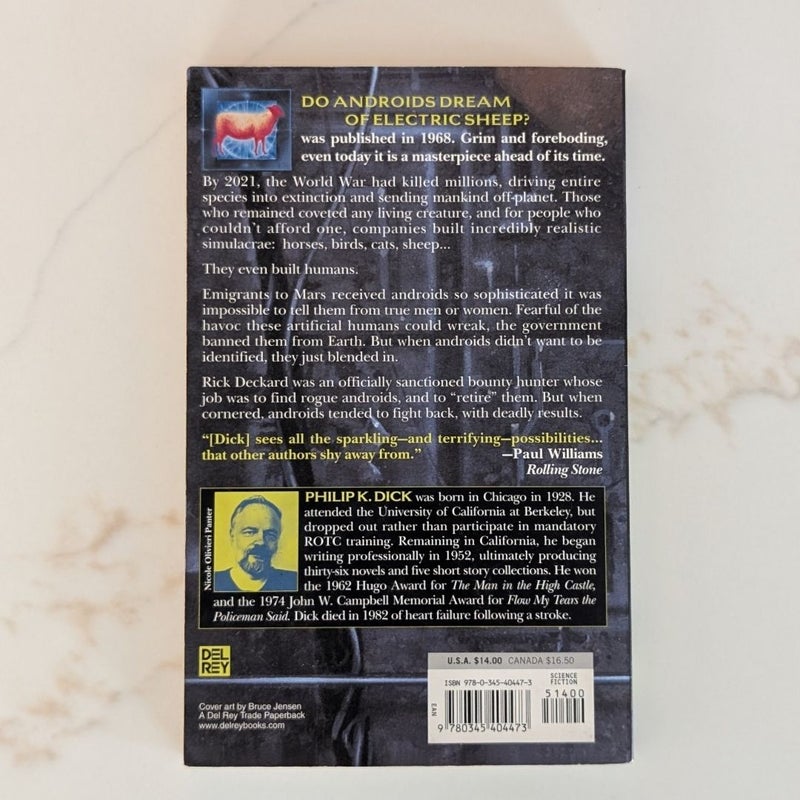 DO ANDROIDS DREAM
OF ELECTRIC SHEEP?
was published in 1968. Grim and foreboding,
even today it is a masterpiece ahead of its time.
By 2021, the World War had killed millions, driving entire
species into extinction and sending mankind off-planet. Those
who remained coveted any living creature, and for people who
couldn't afford one, companies built incredibly realistic
simulacrae: horses, birds, cats, sheep...
They even built humans.
Emigrants to Mars received androids so sophisticated it was
impossible to tell them from true men or women. Fearful of the
havoc these artificial humans could wreak, the government
banned them from Earth. But when androids didn't want to be
identified, they just blended in.
Rick Deckard was an officially sanctioned bounty hunter whose
job was to find rogue androids, and to “retire” them. But when
cornered, androids tended to fight back, with deadly results.
“[Dick] sees all the sparkling—and terrifying—possibilities...
that other authors shy away from.” —Paul Williams
Rolling Stone
Nicole Olivieri Panter
PHILIP K. DICK was born in Chicago in 1928. He
attended the University of California at Berkeley, but
dropped out rather than participate in mandatory
ROTC training. Remaining in California, he began
writing professionally in 1952, ultimately producing
thirty-six novels and five short story collections. He won
the 1962 Hugo Award for The Man in the High Castle,
and the 1974 John W. Campbell Memorial Award for Flow My Tears the
Policeman Said. Dick died in 1982 of heart failure following a stroke.
DEL
REY
Cover art by Bruce Jensen
A Del Rey Trade Paperback
www.delreybooks.com
U.S.A. $14.00 CANADA $16.50
ISBN 978-0-345-40447-3
SCIENCE
FICTION
51400
EAN
9 780345 404473